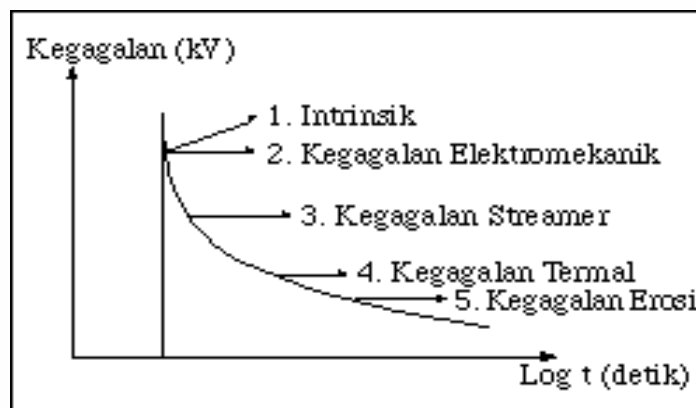 Kegagalan (kV)
1. Intrinsik
2. Kegagalan Elektromekanik
3. Kegagalan Streamer
4. Kegagalan Termal
5. Kegagalan Erosi
Log t (detik)